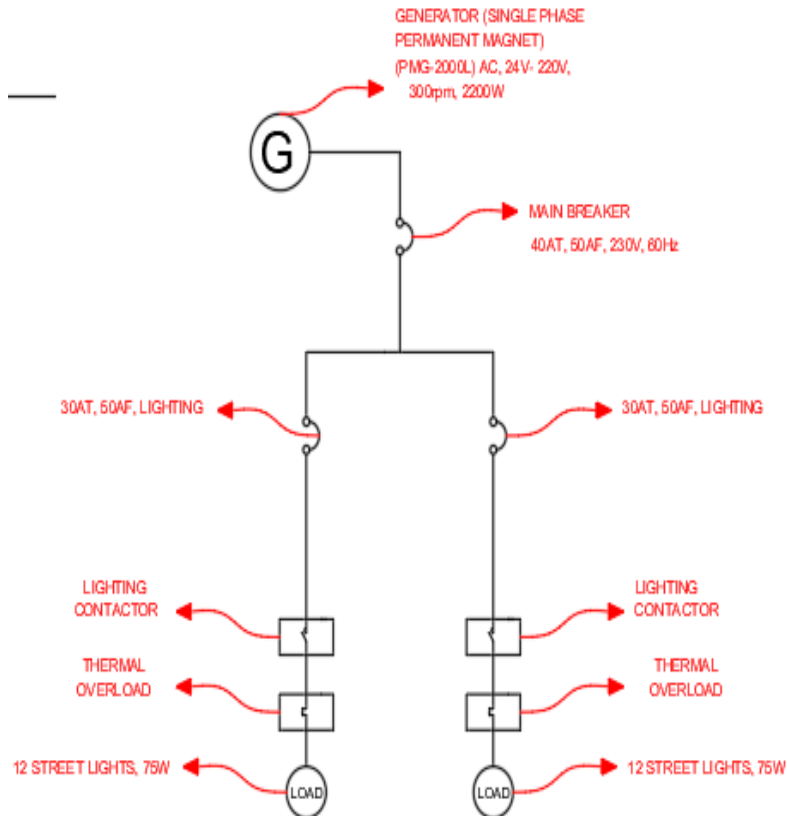 GENERATOR (SINGLE PHASE
PERMANENT MAGNET)
(PMG-2000L) AC, 24V- 220V,
300rpm, 2200W
G
MAIN BREAKER
40AT, 50AF, 230V, 60Hz
30AT, 50AF, LIGHTING
30AT, 50AF, LIGHTING
LIGHTING
CONTACTOR
LIGHTING
CONTACTOR
THERMAL
OVERLOAD
THERMAL
OVERLOAD
12 STREET LIGHTS, 75W
LOAD
LOAD
12 STREET LIGHTS, 75W